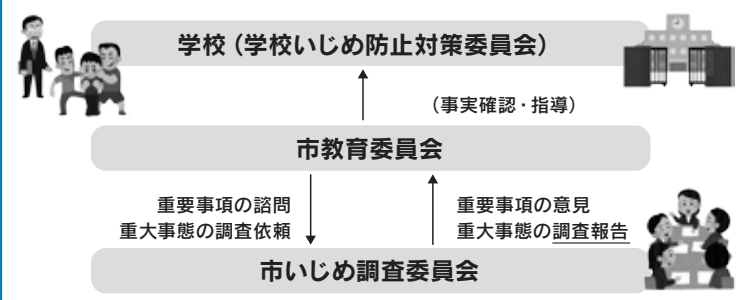 学校（学校いじめ防止対策委員会）
（事実確認・指導）
市教育委員会
重要事項の諮問
重大事態の調査依頼
重要事項の意見
重大事態の調査報告
市いじめ調査委員会